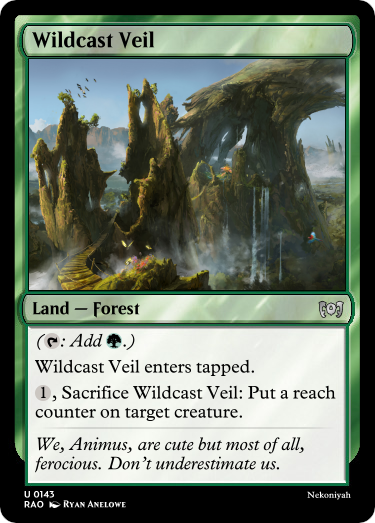 Wildcast Veil
Land — Forest
(: Add .)
Wildcast Veil enters tapped.
1, Sacrifice Wildcast Veil: Put a reach
counter on target creature.
We, Animus, are cute but most of all,
ferocious. Don't underestimate us.
U 0143
RAO Ryan Anelowe
Nekoniyah